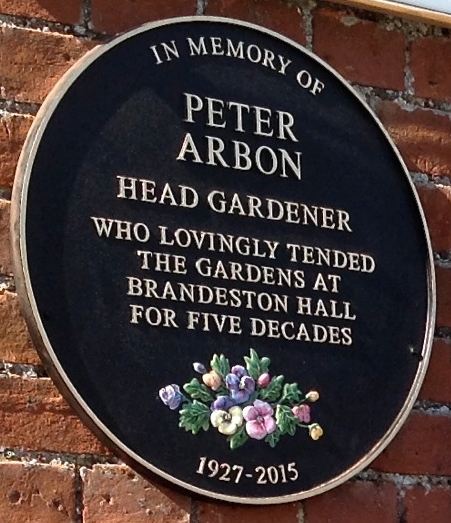 IN MEMORY OF
PETER
ARBON
HEAD GARDENER
WHO LOVINGLY TENDED
THE GARDENS AT
BRANDESTON HALL
FOR FIVE DECADES
1927-2015